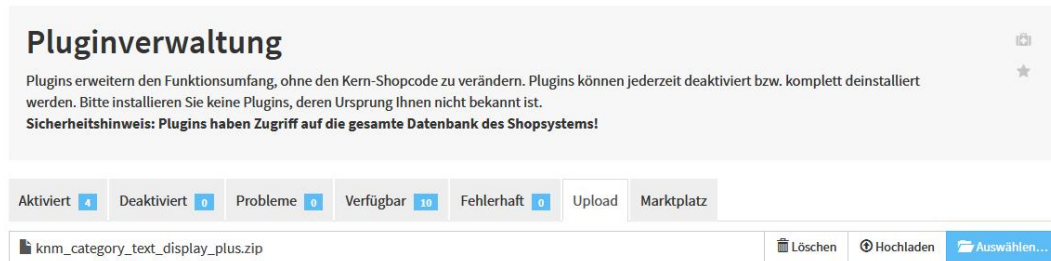 Pluginverwaltung
Plugins erweitern den Funktionsumfang, ohne den Kern-Shopcode zu verändern. Plugins können jederzeit deaktiviert bzw. komplett deinstalliert
werden. Bitte installieren Sie keine Plugins, deren Ursprung Ihnen nicht bekannt ist.
Sicherheitshinweis: Plugins haben Zugriff auf die gesamte Datenbank des Shopsystems!
Aktiviert 4 Deaktiviert 0 Probleme 0 Verfügbar 10 Fehlerhaft 0 Upload Marktplatz
knm_category_text_display_plus.zip Löschen Hochladen Auswählen...